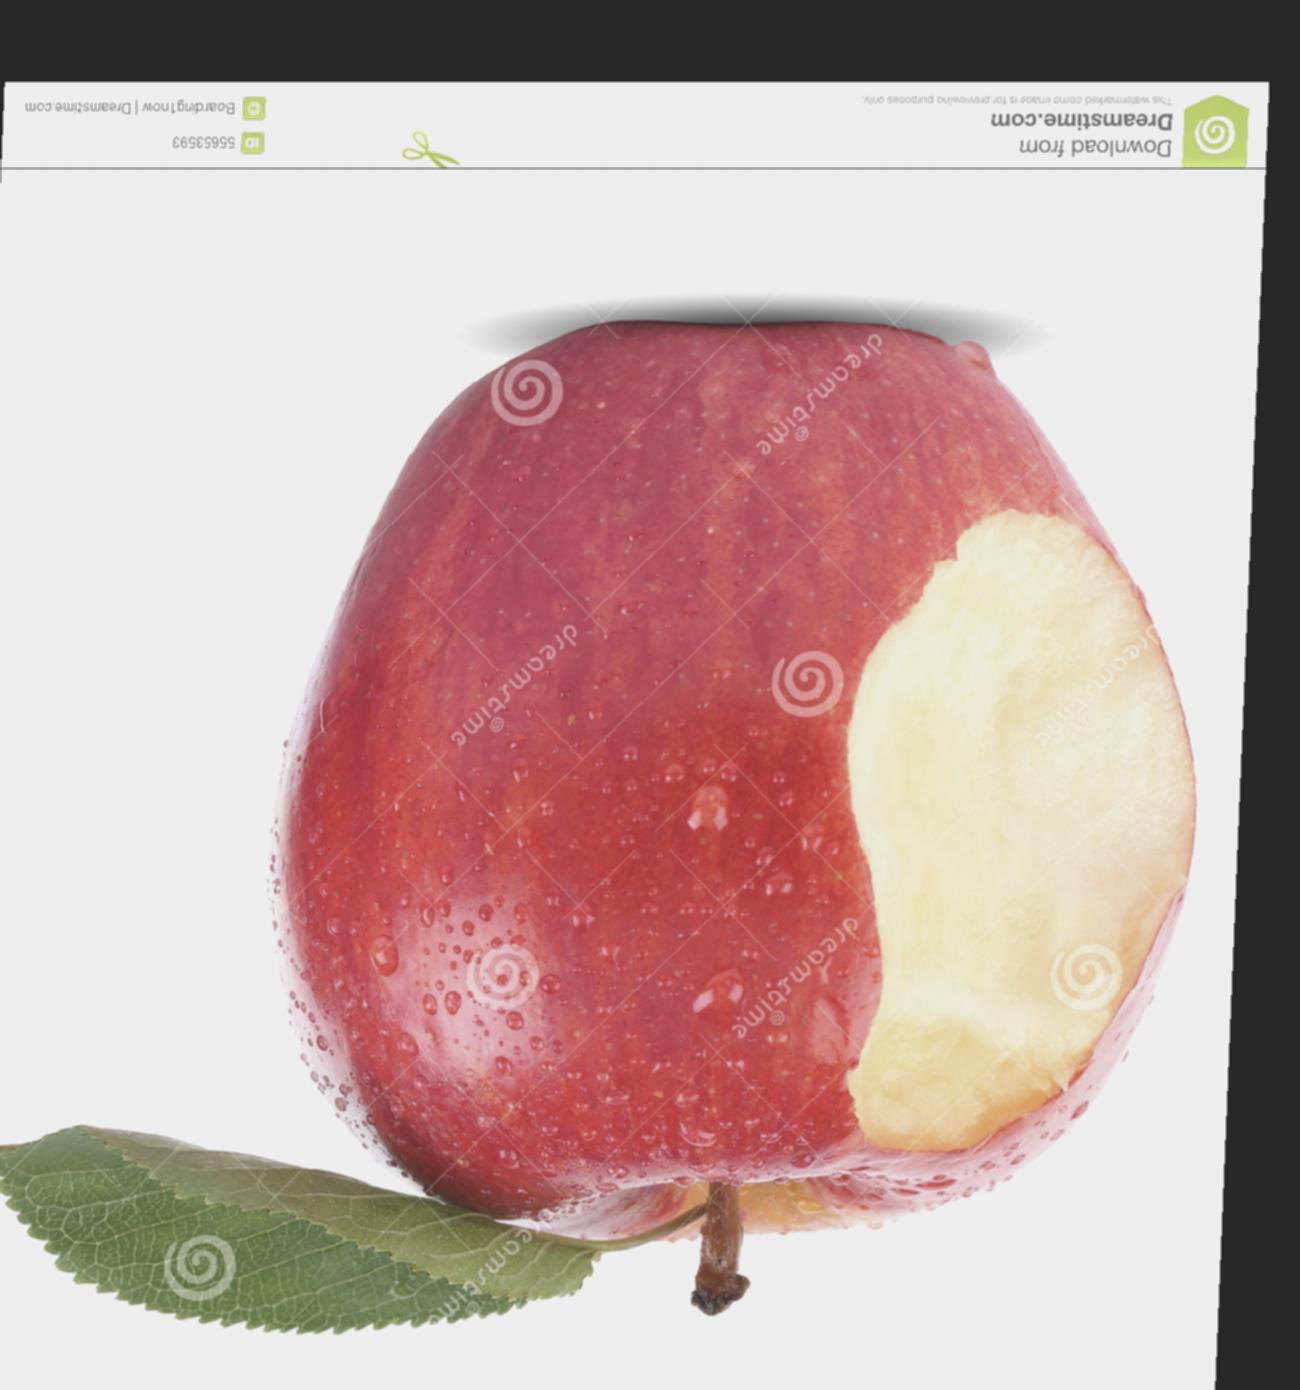 dreamstime
dreamstime
dreamstime
dreamstime
dreamstime
Download from
Dreamstime.com
This watermarked comp image is for previewing purposes only.
ID 55653593
© Boarding1now | Dreamstime.com